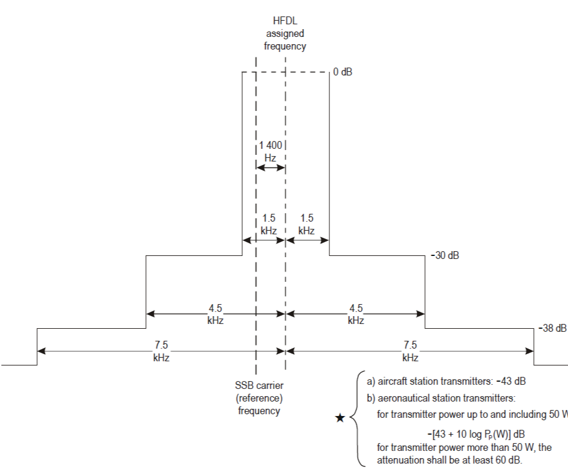 HFDL
assigned
frequency
0 dB
1 400
Hz
1.5
kHz
1.5
kHz
-30 dB
4.5
kHz
4.5
kHz
-38 dB
7.5
kHz
7.5
kHz
SSB carrier
(reference)
frequency
★
a) aircraft station transmitters: -43 dB
b) aeronautical station transmitters:
for transmitter power up to and including 50 W
-[43 + 10 log Pp(W)] dB
for transmitter power more than 50 W, the
attenuation shall be at least 60 dB.